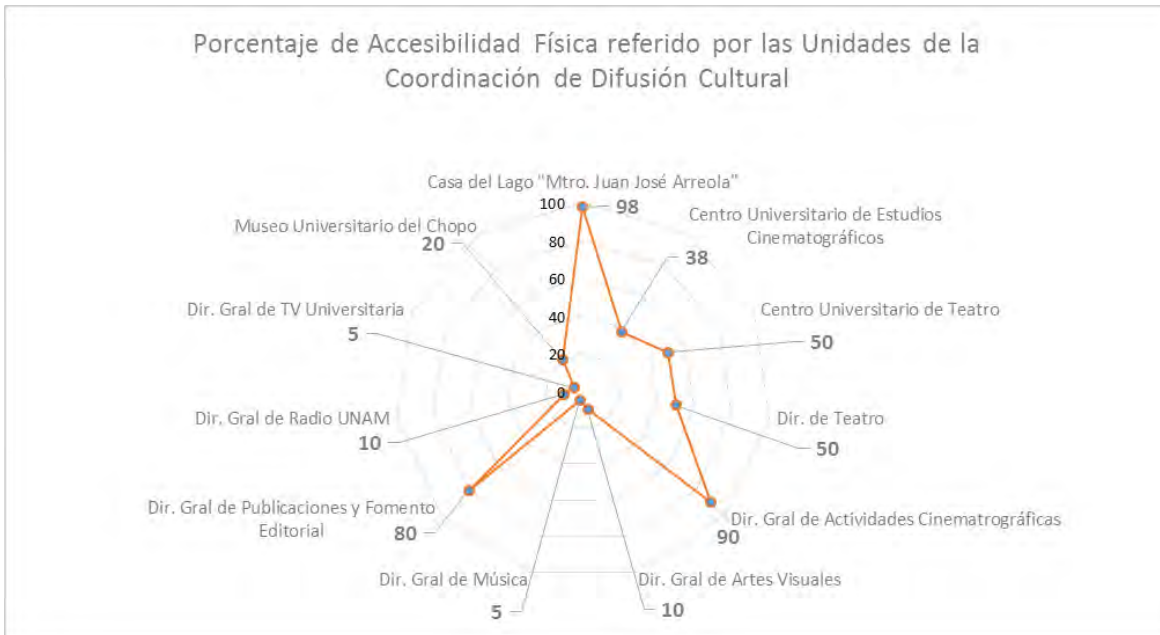 Porcentaje de Accesibilidad Física referido por las Unidades de la
Coordinación de Difusión Cultural
Casa del Lago "Mtro. Juan José Arreola"
98
Centro Universitario de Estudios
Cinematográficos
38
Centro Universitario de Teatro
50
Dir. de Teatro
50
Dir. Gral de Actividades Cinematrográficas
90
Dir. Gral de Artes Visuales
10
Dir. Gral de Música
5
Dir. Gral de Publicaciones y Fomento
Editorial
80
Dir. Gral de Radio UNAM
10
Dir. Gral de TV Universitaria
5
Museo Universitario del Chopo
20
100
80
60
40
20
0